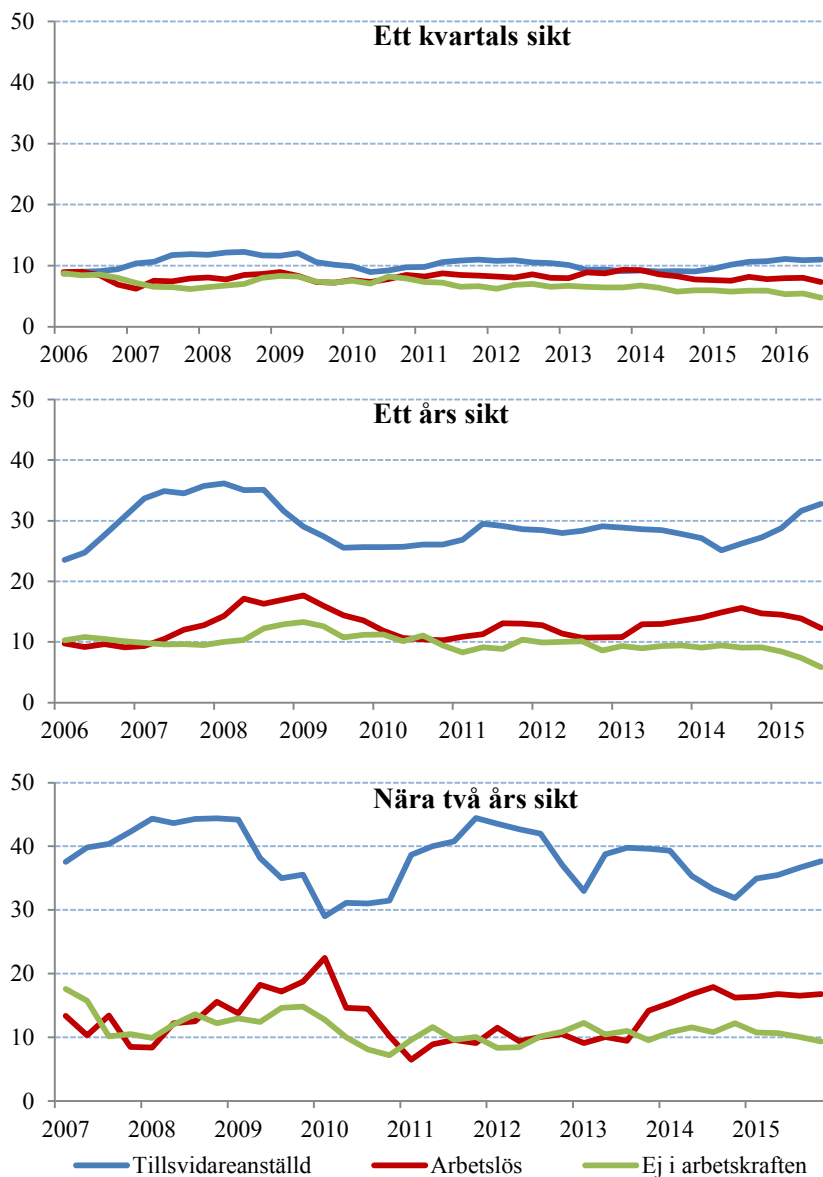 Ett kvartals sikt
50
40
30
20
10
0
2006 2007 2008 2009 2010 2011 2012 2013 2014 2015 2016
Ett års sikt
50
40
30
20
10
0
2006 2007 2008 2009 2010 2011 2012 2013 2014 2015
Nära två års sikt
50
40
30
20
10
0
2007 2008 2009 2010 2011 2012 2013 2014 2015
Tillsvidareanställd Arbetslös Ej i arbetskraften